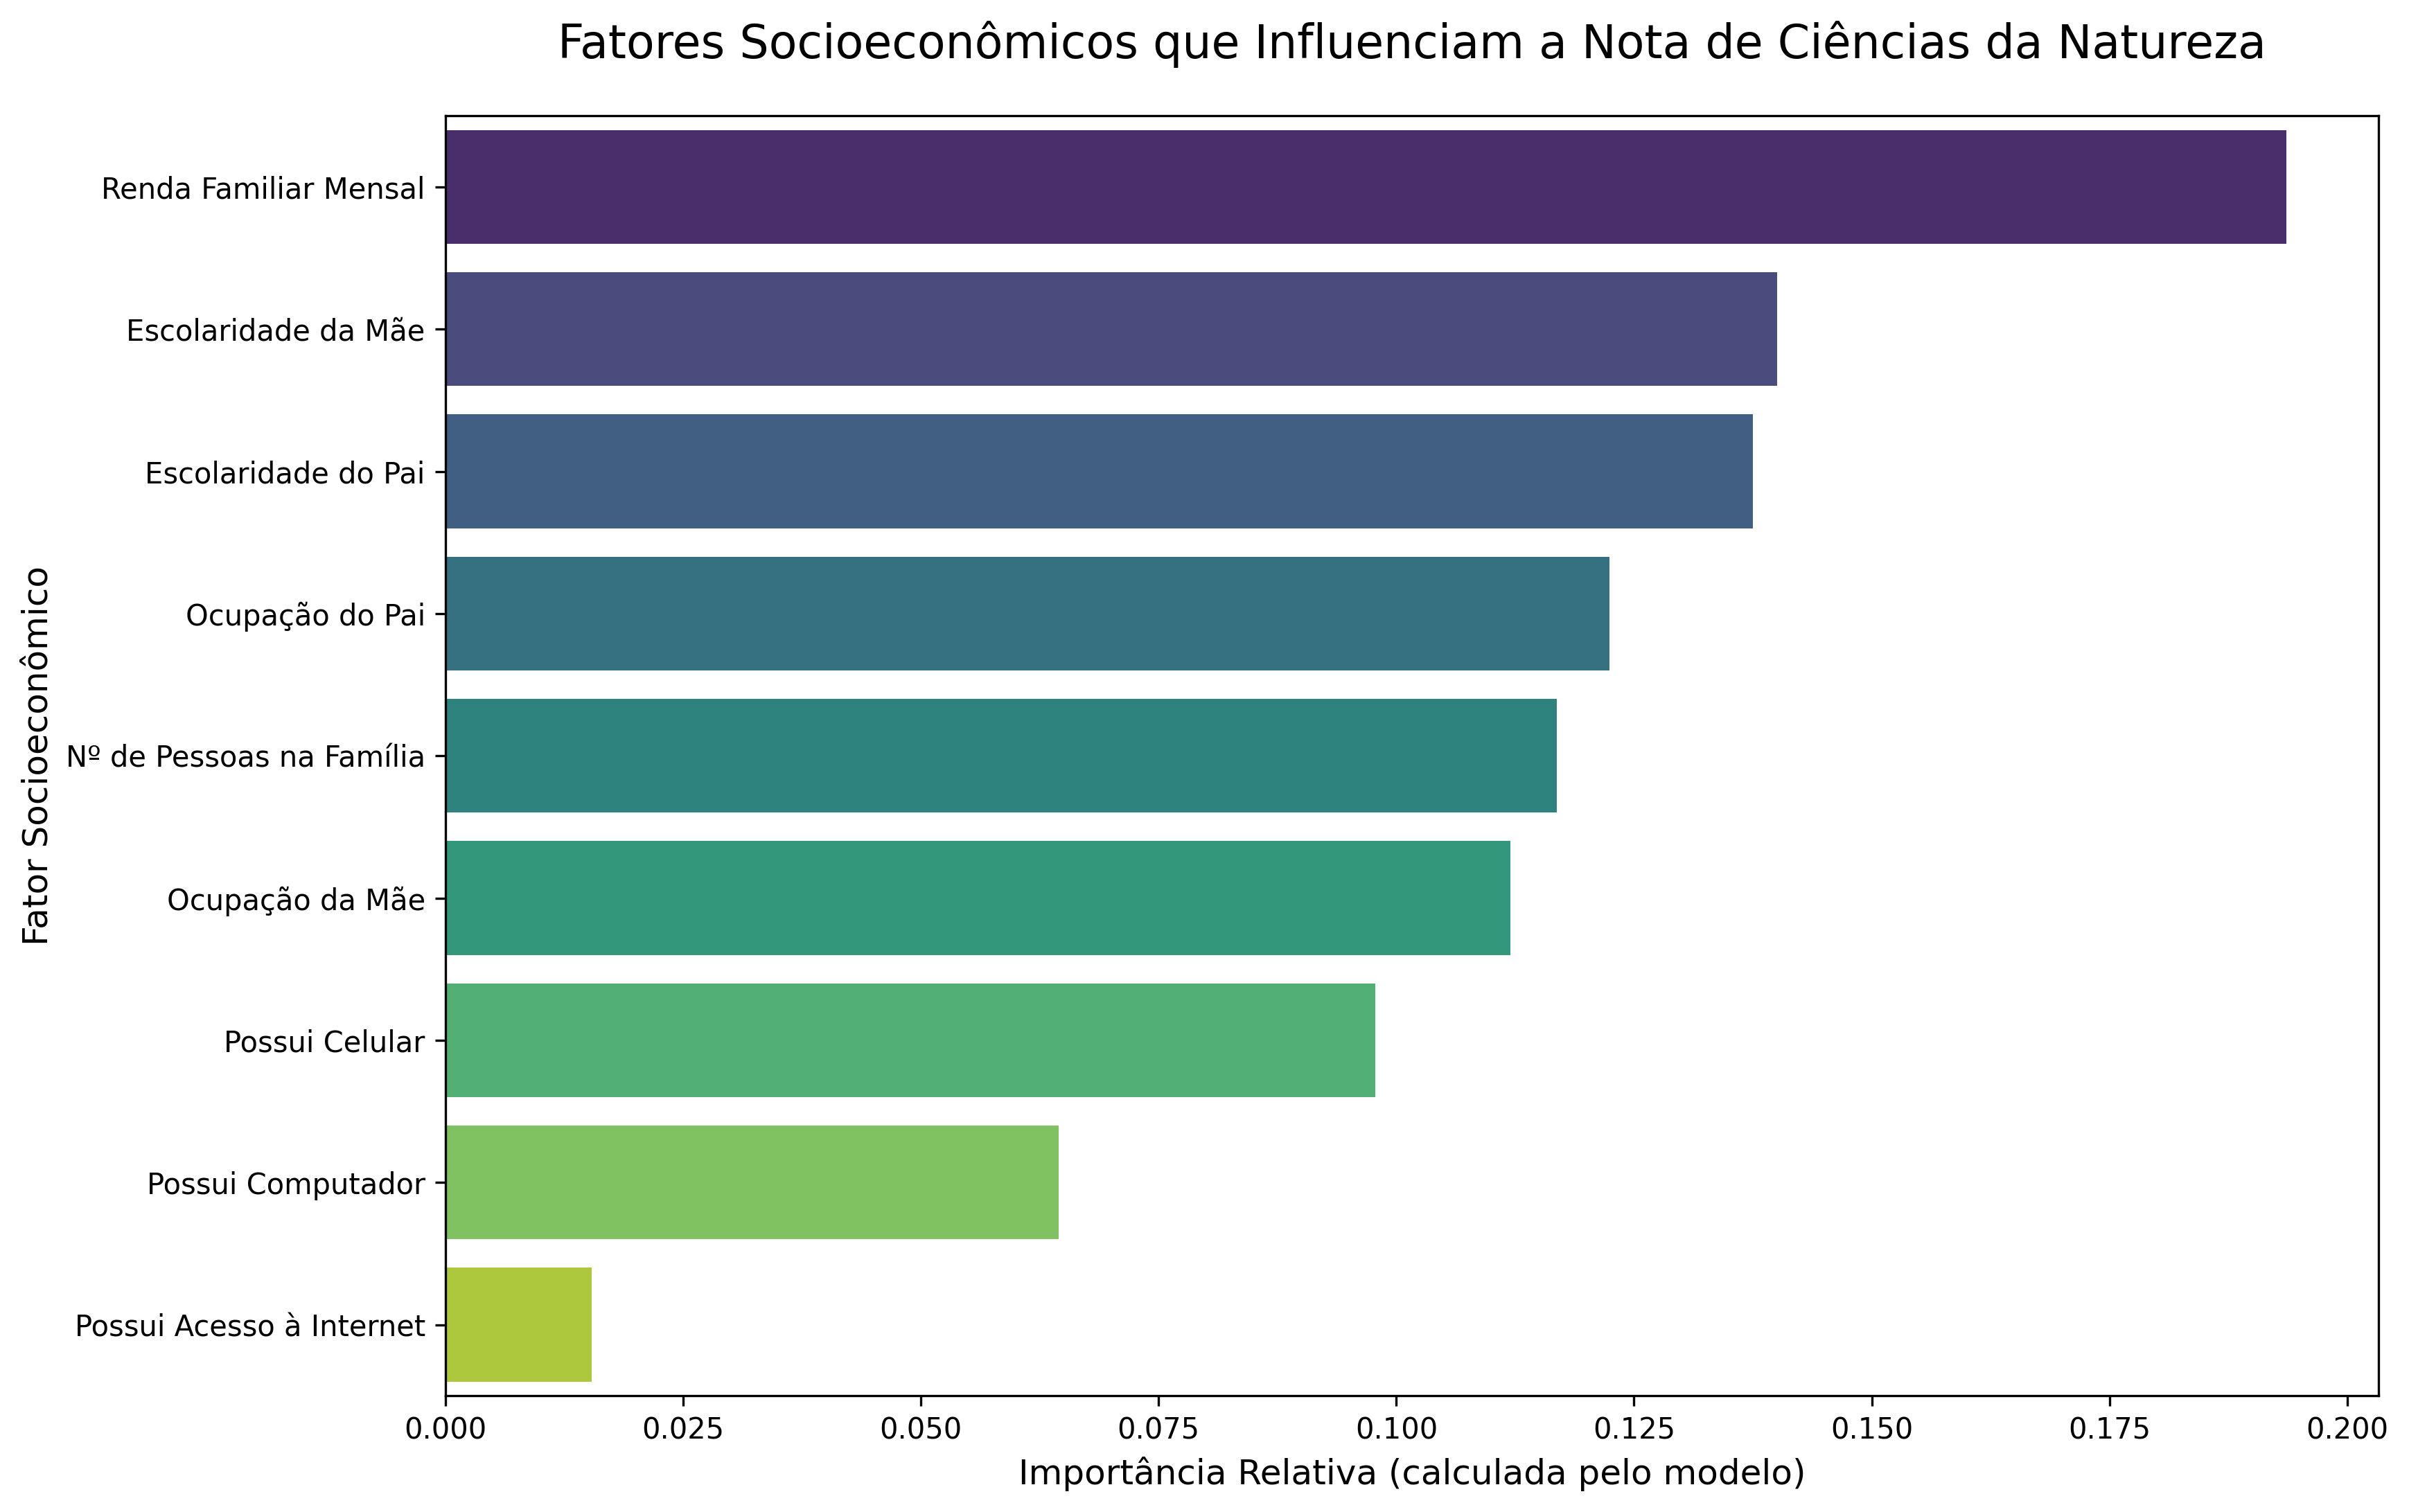 Fatores Socioeconômicos que Influenciam a Nota de Ciências da Natureza
Fator Socioeconômico
Renda Familiar Mensal
Escolaridade da Mãe
Escolaridade do Pai
Ocupação do Pai
Nº de Pessoas na Família
Ocupação da Mãe
Possui Celular
Possui Computador
Possui Acesso à Internet
0.000 0.025 0.050 0.075 0.100 0.125 0.150 0.175 0.200
Importância Relativa (calculada pelo modelo)